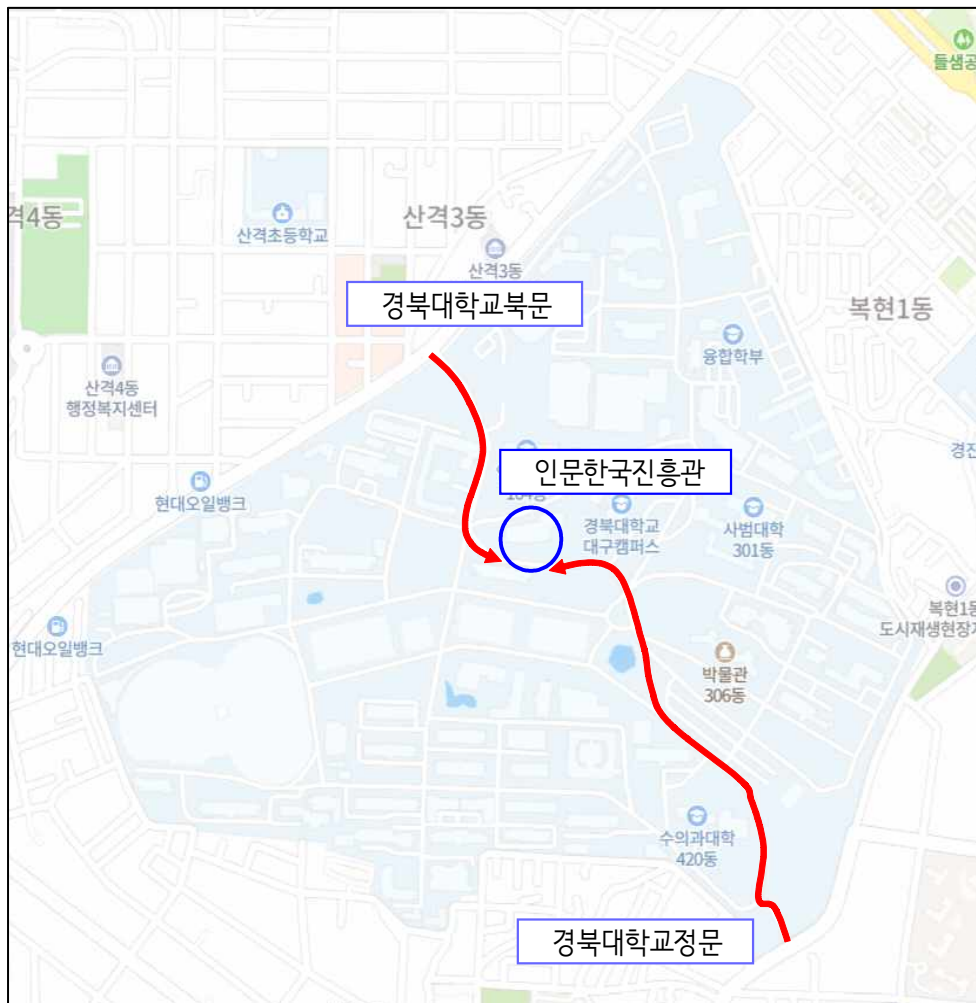 들샘공
격4동
산격초등학교
산격3동
산격3동
경북대학교북문
복현1동
융합학부
산격4동
행정복지센터
경진
인문한국진흥관
현대오일뱅크
경북대학교
대구캠퍼스
사범대학
301동
복현1동
도시재생현장지
현대오일뱅크
박물관
306동
수의과대학
420동
경북대학교정문